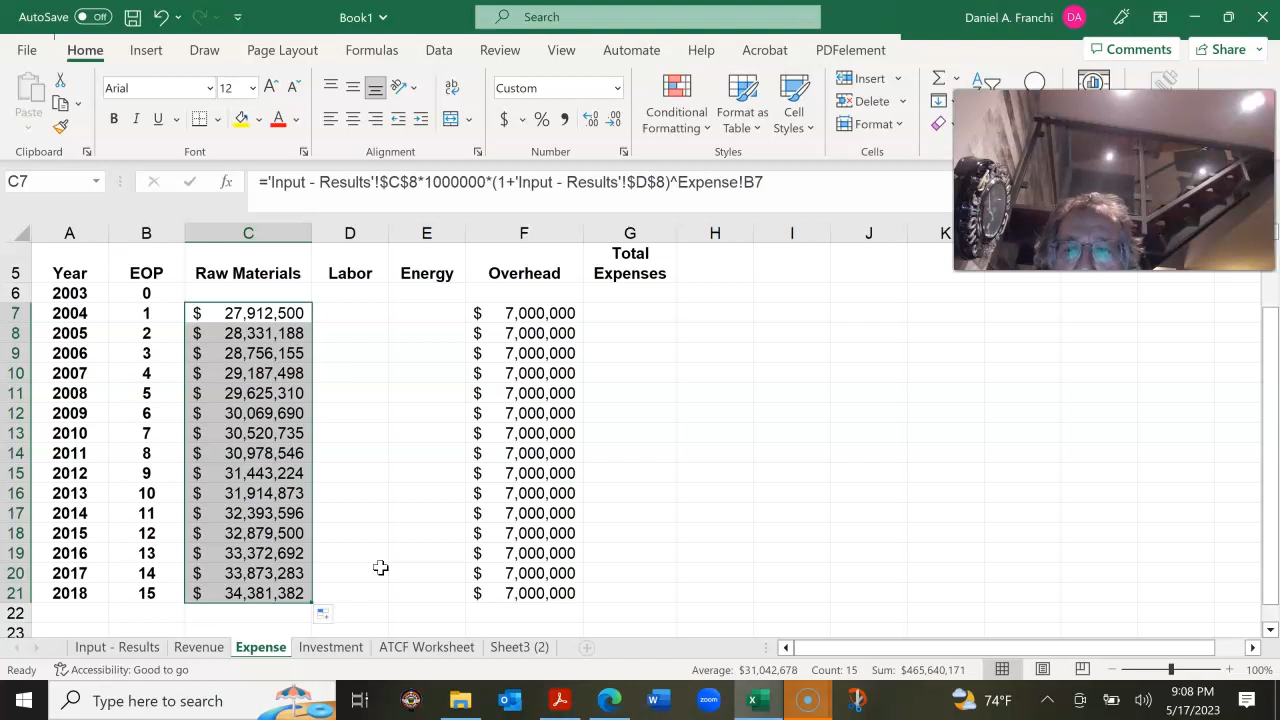 AutoSave Off Book1 Search Daniel A. Franchi DA
File Home Insert Draw Page Layout Formulas Data Review View Automate Help Acrobat PDFelement Comments Share
Paste Arial 12 A A Custom Conditional Formatting Format as Table Cell Styles Insert
B I U A $ % , Delete
Format
Clipboard Font Alignment Number Styles Cells
C7 fx ='Input - Results'!$C$8*1000000*(1+'Input - Results'!$D$8)^Expense!B7
A B C D E F G H I J K
5 Year EOP Raw Materials Labor Energy Overhead Total Expenses
6 2003 0
7 2004 1 $ 27,912,500 $ 7,000,000
8 2005 2 $ 28,331,188 $ 7,000,000
9 2006 3 $ 28,756,155 $ 7,000,000
10 2007 4 $ 29,187,498 $ 7,000,000
11 2008 5 $ 29,625,310 $ 7,000,000
12 2009 6 $ 30,069,690 $ 7,000,000
13 2010 7 $ 30,520,735 $ 7,000,000
14 2011 8 $ 30,978,546 $ 7,000,000
15 2012 9 $ 31,443,224 $ 7,000,000
16 2013 10 $ 31,914,873 $ 7,000,000
17 2014 11 $ 32,393,596 $ 7,000,000
18 2015 12 $ 32,879,500 $ 7,000,000
19 2016 13 $ 33,372,692 $ 7,000,000
20 2017 14 $ 33,873,283 $ 7,000,000
21 2018 15 $ 34,381,382 $ 7,000,000
22
23
Input - Results Revenue Expense Investment ATCF Worksheet Sheet3 (2)
Ready Accessibility: Good to go Average: $31,042,678 Count: 15 Sum: $465,640,171 100%
Type here to search zoom 74°F 9:08 PM
5/17/2023